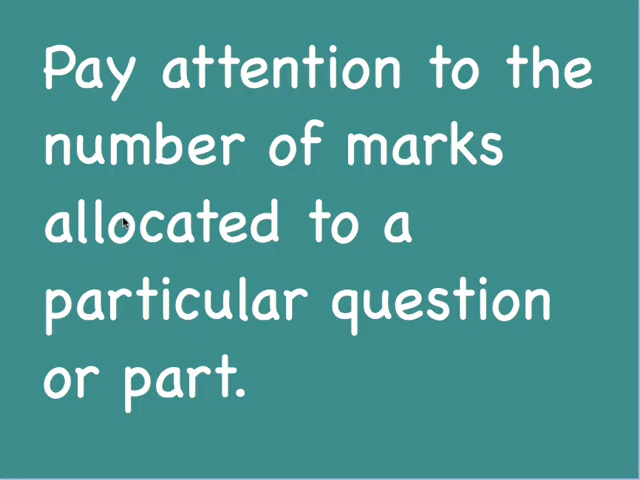 Pay attention to the
number of marks
allocated to a
particular question
or part.